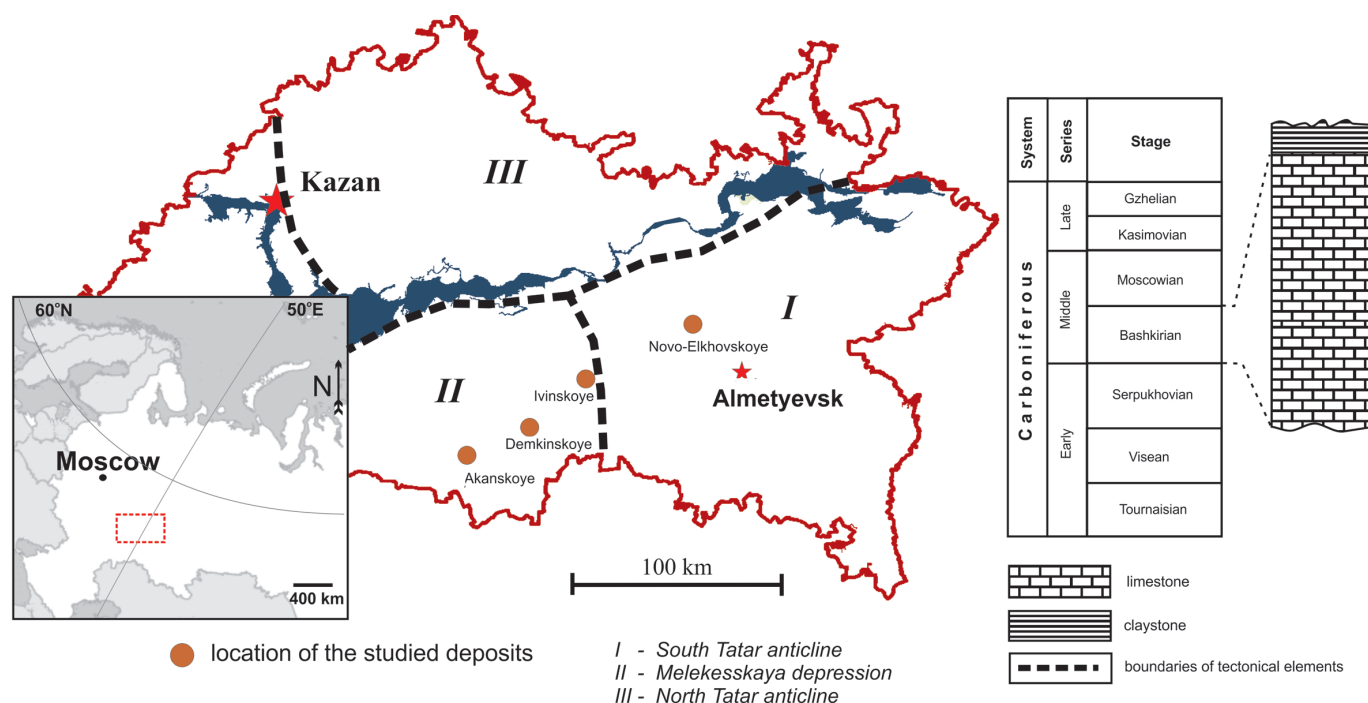 III
Kazan
I
Novo-Elkhovskoye
Almetyevsk
II
Ivinskoye
Demkinskoye
Akanskoye
100 km
60°N
50°E
N
Moscow
400 km
location of the studied deposits
I - South Tatar anticline
II - Melekesskaya depression
III - North Tatar anticline
System
Series
Stage
Carboniferous
Late
Gzhelian
Kasimovian
Middle
Moscowian
Bashkirian
Early
Serpukhovian
Visean
Tournaisian
limestone
claystone
boundaries of tectonical elements